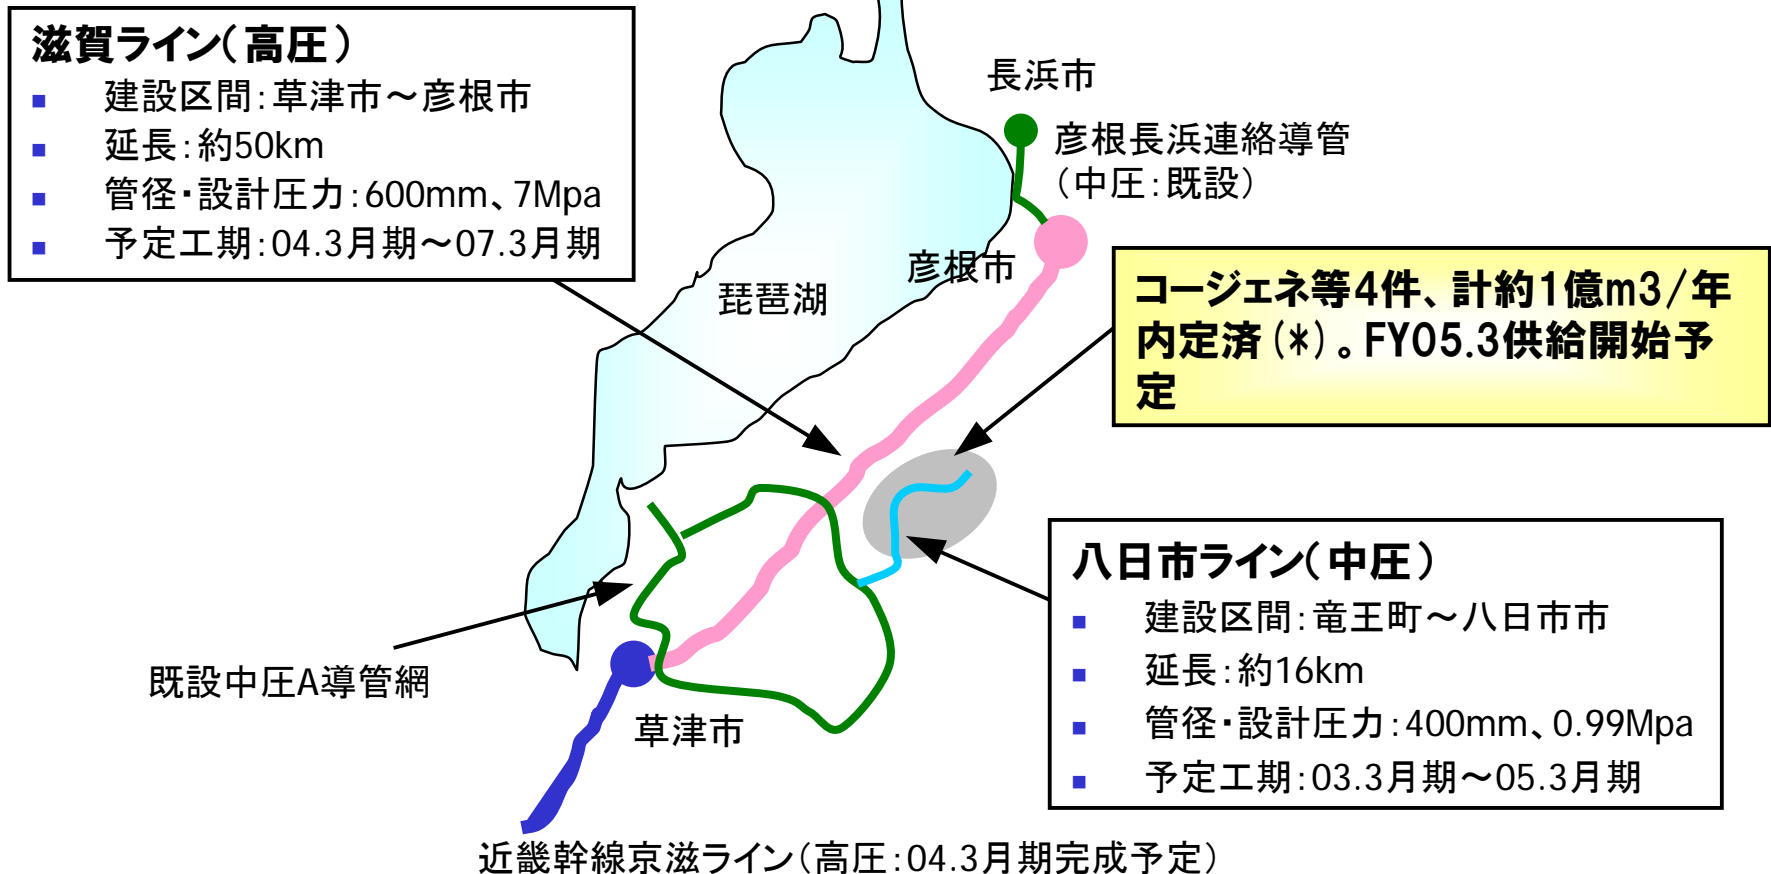 滋賀ライン(高圧)
■ 建設区間:草津市～彦根市
■ 延長:約50km
■ 管径・設計圧力:600mm、7Mpa
■ 予定工期:04.3月期～07.3月期
長浜市
彦根長浜連絡導管
(中圧:既設)
彦根市
琵琶湖
コージェネ等4件、計約1億m3/年
内定済(*)。FY05.3供給開始予
定
八日市ライン(中圧)
■ 建設区間:竜王町～八日市市
■ 延長:約16km
■ 管径・設計圧力:400mm、0.99Mpa
■ 予定工期:03.3月期～05.3月期
既設中圧A導管網
草津市
近畿幹線京滋ライン(高圧:04.3月期完成予定)